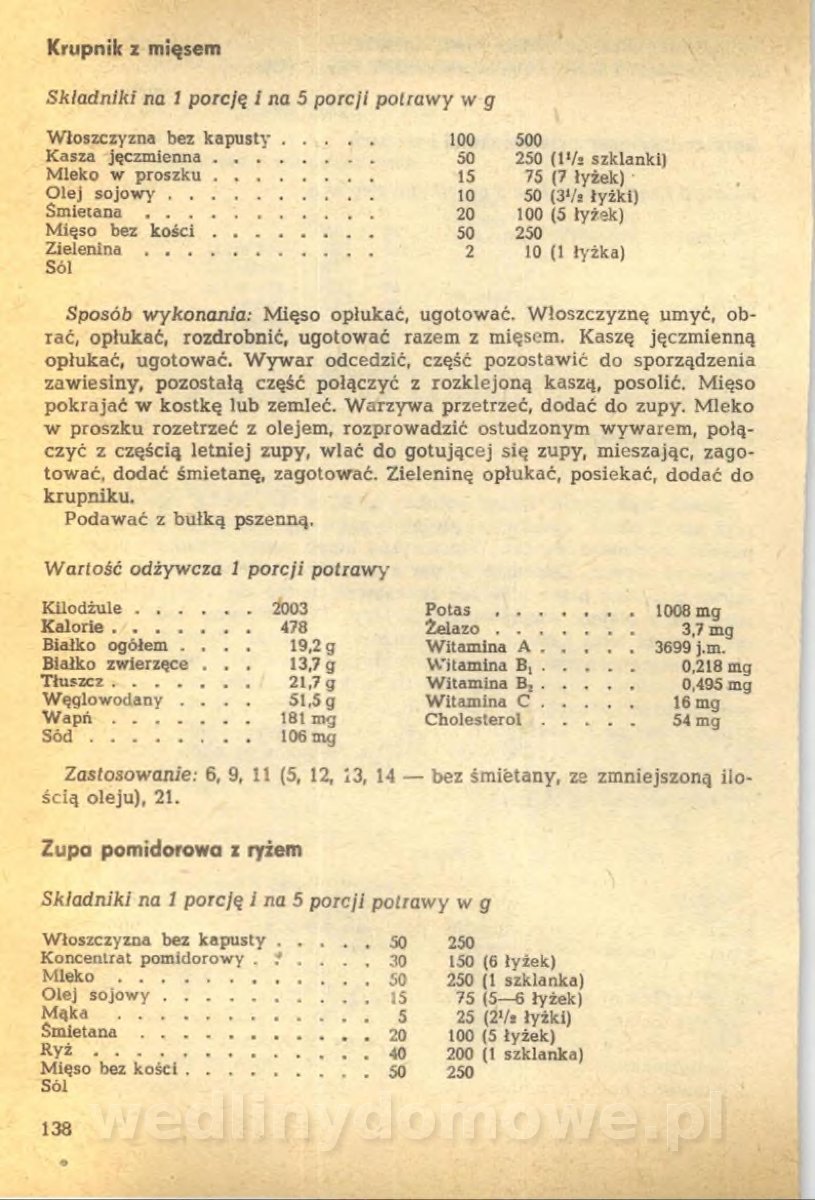 Krupnik z mięsem
Składniki na 1 porcję i na 5 porcji potrawy w g
Włoszczyzna bez kapusty . . . . . 100 500
Kasza jęczmienna . . . . . . . . 50 250 (1¹/₂ szklanki)
Mleko w proszku . . . . . . . . 15 75 (7 łyżek)
Olej sojowy . . . . . . . . . . 10 50 (3¹/₂ łyżki)
Śmietana . . . . . . . . . . . 20 100 (5 łyżek)
Mięso bez kości . . . . . . . . 50 250
Zielenina . . . . . . . . . . . 2 10 (1 łyżka)
Sól
Sposób wykonania: Mięso opłukać, ugotować. Włoszczyznę umyć, ob-
rać, opłukać, rozdrobnić, ugotować razem z mięsem. Kaszę jęczmienną
opłukać, ugotować. Wywar odcedzić, część pozostawić do sporządzenia
zawiesiny, pozostałą część połączyć z rozklejoną kaszą, posolić. Mięso
pokrajać w kostkę lub zemleć. Warzywa przetrzeć, dodać do zupy. Mleko
w proszku rozetrzeć z olejem, rozprowadzić ostudzonym wywarem, połą-
czyć z częścią letniej zupy, wlać do gotującej się zupy, mieszając, zago-
tować, dodać śmietanę, zagotować. Zieleninę opłukać, posiekać, dodać do
krupniku.
Podawać z bułką pszenną.
Wartość odżywcza 1 porcji potrawy
Kilodżule . . . . . . 2003 Potas . . . . . . . 1008 mg
Kalorie . . . . . . . 478 Żelazo . . . . . . . 3,7 mg
Białko ogółem . . . . 19,2 g Witamina A . . . . . 3699 j.m.
Białko zwierzęce . . . 13,7 g Witamina B₁ . . . . . 0,218 mg
Tłuszcz . . . . . . . 21,7 g Witamina B₂ . . . . . 0,495 mg
Węglowodany . . . . 51,5 g Witamina C . . . . . 16 mg
Wapń . . . . . . . 181 mg Cholesterol . . . . . 54 mg
Sód . . . . . . . . 106 mg
Zastosowanie: 6, 9, 11 (5, 12, 13, 14 — bez śmietany, ze zmniejszoną ilo-
ścią oleju), 21.
Zupa pomidorowa z ryżem
Składniki na 1 porcję i na 5 porcji potrawy w g
Włoszczyzna bez kapusty . . . . . 50 250
Koncentrat pomidorowy . . . . . . 30 150 (6 łyżek)
Mleko . . . . . . . . . . . . 50 250 (1 szklanka)
Olej sojowy . . . . . . . . . . 15 75 (5—6 łyżek)
Mąka . . . . . . . . . . . . 5 25 (2¹/₂ łyżki)
Śmietana . . . . . . . . . . . 20 100 (5 łyżek)
Ryż . . . . . . . . . . . . . 40 200 (1 szklanka)
Mięso bez kości . . . . . . . . . 50 250
Sól
138
wedlinydomowe.pl